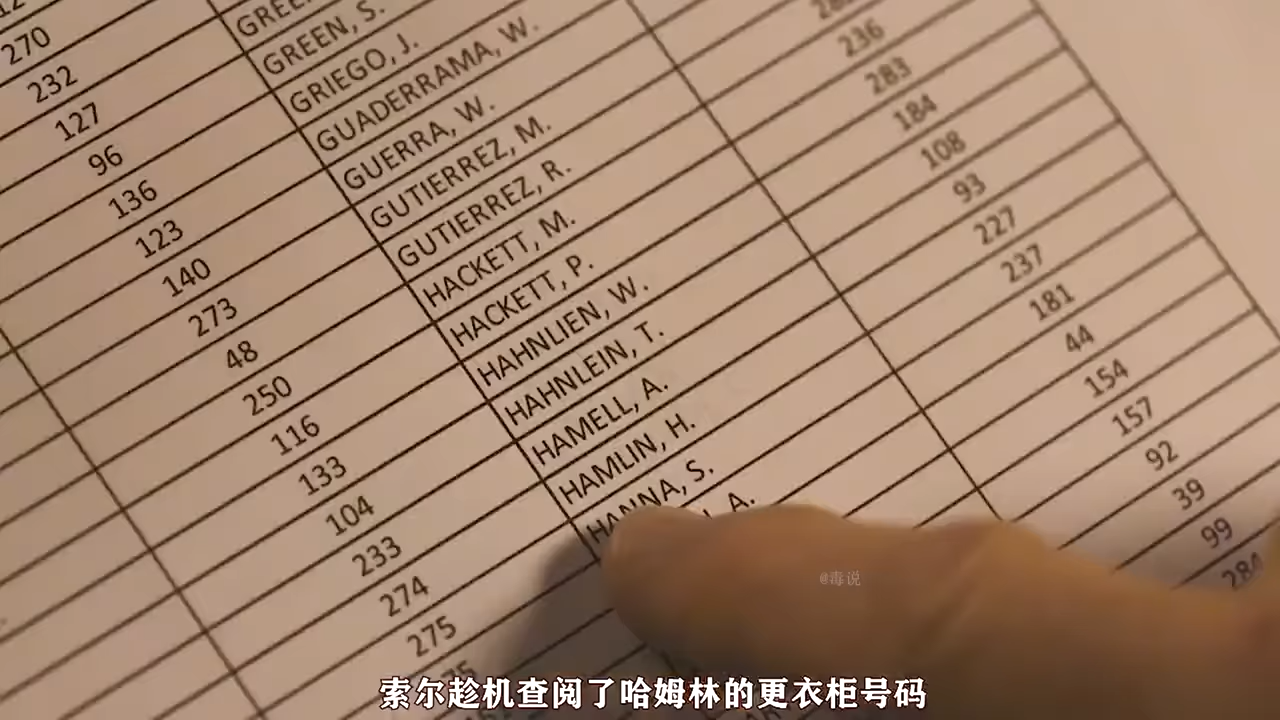 270
232
127
96
136
123
140
273
48
250
116
133
104
233
274
275
GREEN, S.
GRIEGO, J.
GUADERRAMA, W.
GUERRA, W.
GUTIERREZ, M.
GUTIERREZ, R.
HACKETT, M.
HACKETT, P.
HAHNLIEN, W.
HAHNLEIN, T.
HAMELL, A.
HAMLIN, H.
HANNA, S.
A.
236
283
184
108
93
227
237
181
44
154
157
92
39
99
284
@毒说
索尔趁机查阅了哈姆林的更衣柜号码